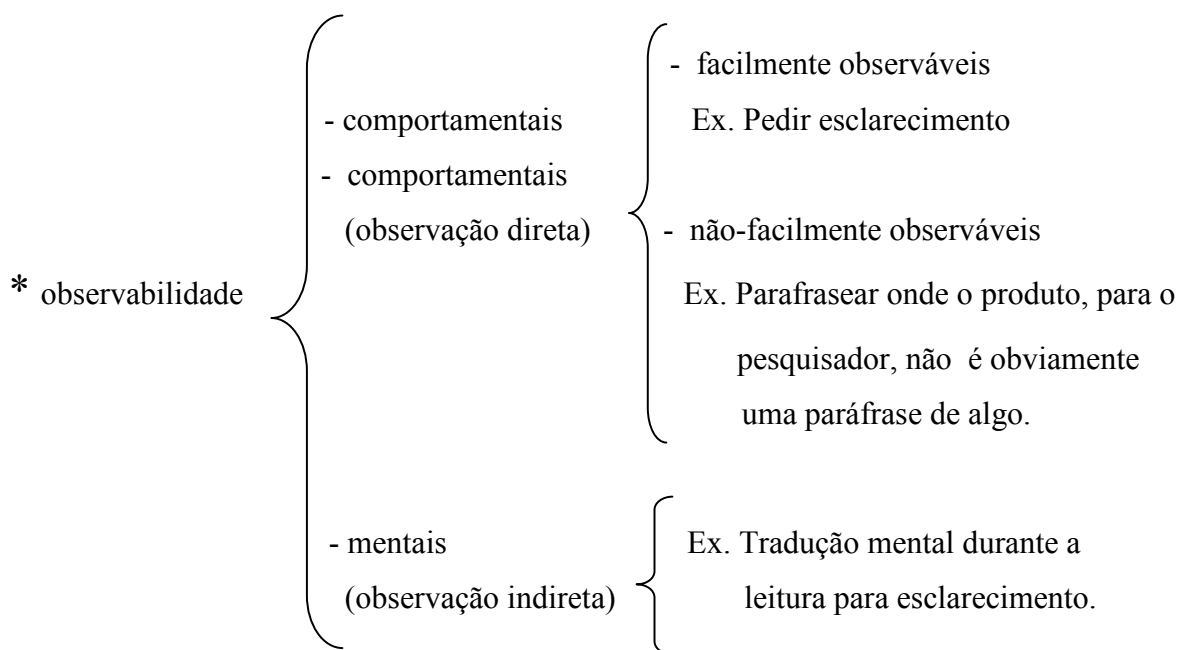 * observabilidade
- comportamentais
- comportamentais
(observação direta)
- facilmente observáveis
Ex. Pedir esclarecimento
- não-facilmente observáveis
Ex. Parafrasear onde o produto, para o
pesquisador, não é obviamente
uma paráfrase de algo.
- mentais
(observação indireta)
Ex. Tradução mental durante a
leitura para esclarecimento.